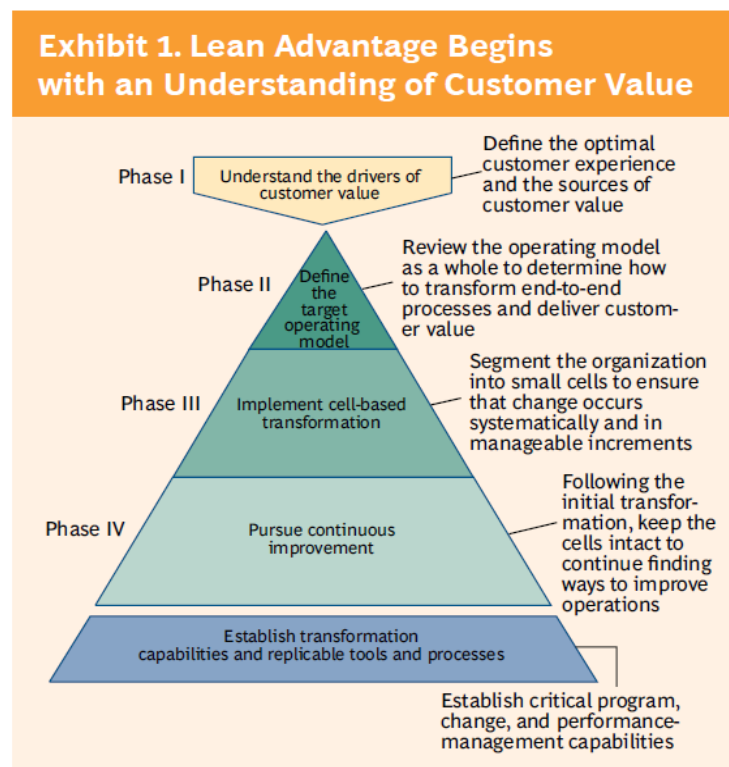 Exhibit 1. Lean Advantage Begins
with an Understanding of Customer Value
Phase I
Understand the drivers of
customer value
Define the optimal
customer experience
and the sources of
customer value
Phase II
Define
the
target
operating
model
Review the operating model
as a whole to determine how
to transform end-to-end
processes and deliver custom-
er value
Phase III
Implement cell-based
transformation
Segment the organization
into small cells to ensure
that change occurs
systematically and in
manageable increments
Phase IV
Pursue continuous
improvement
Following the
initial transfor-
mation, keep the
cells intact to
continue finding
ways to improve
operations
Establish transformation
capabilities and replicable tools and processes
Establish critical program,
change, and performance-
management capabilities